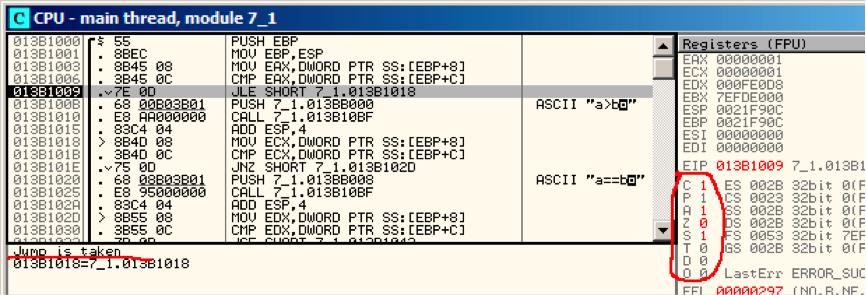 C CPU - main thread, module 7_1
013B1000 $ 55 PUSH EBP
013B1001 . 8BEC MOV EBP,ESP
013B1003 . 8B45 08 MOV EAX,DWORD PTR SS:[EBP+8]
013B1006 . 3B45 0C CMP EAX,DWORD PTR SS:[EBP+C]
013B1009 . 7E 0D JLE SHORT 7_1.013B1018
013B100B . 68 00B03B01 PUSH 7_1.013BB000 ASCII "a>b"
013B1010 . E8 AA000000 CALL 7_1.013B10BF
013B1015 . 83C4 04 ADD ESP,4
013B1018 > 8B4D 08 MOV ECX,DWORD PTR SS:[EBP+8]
013B101B . 3B4D 0C CMP ECX,DWORD PTR SS:[EBP+C]
013B101E . 75 0D JNZ SHORT 7_1.013B102D
013B1020 . 68 08B03B01 PUSH 7_1.013BB008 ASCII "a==b"
013B1025 . E8 95000000 CALL 7_1.013B10BF
013B102A . 83C4 04 ADD ESP,4
013B102D > 8B55 08 MOV EDX,DWORD PTR SS:[EBP+8]
013B1030 . 3B55 0C CMP EDX,DWORD PTR SS:[EBP+C]
Jump is taken
013B1018=7_1.013B1018
Registers (FPU)
EAX 00000001
ECX 00000001
EDX 000FE0D8
EBX 7EFDE000
ESP 0021F90C
EBP 0021F90C
ESI 00000000
EDI 00000000
EIP 013B1009 7_1.013B1
C 1 ES 002B 32bit 0(F
P 1 CS 0023 32bit 0(F
A 1 SS 002B 32bit 0(F
Z 0 DS 002B 32bit 0(F
S 1 FS 0053 32bit 7EF
T 0 GS 002B 32bit 0(F
D 0
O 0 LastErr ERROR_SUC
EFL 00000297 (NO,B,NE,